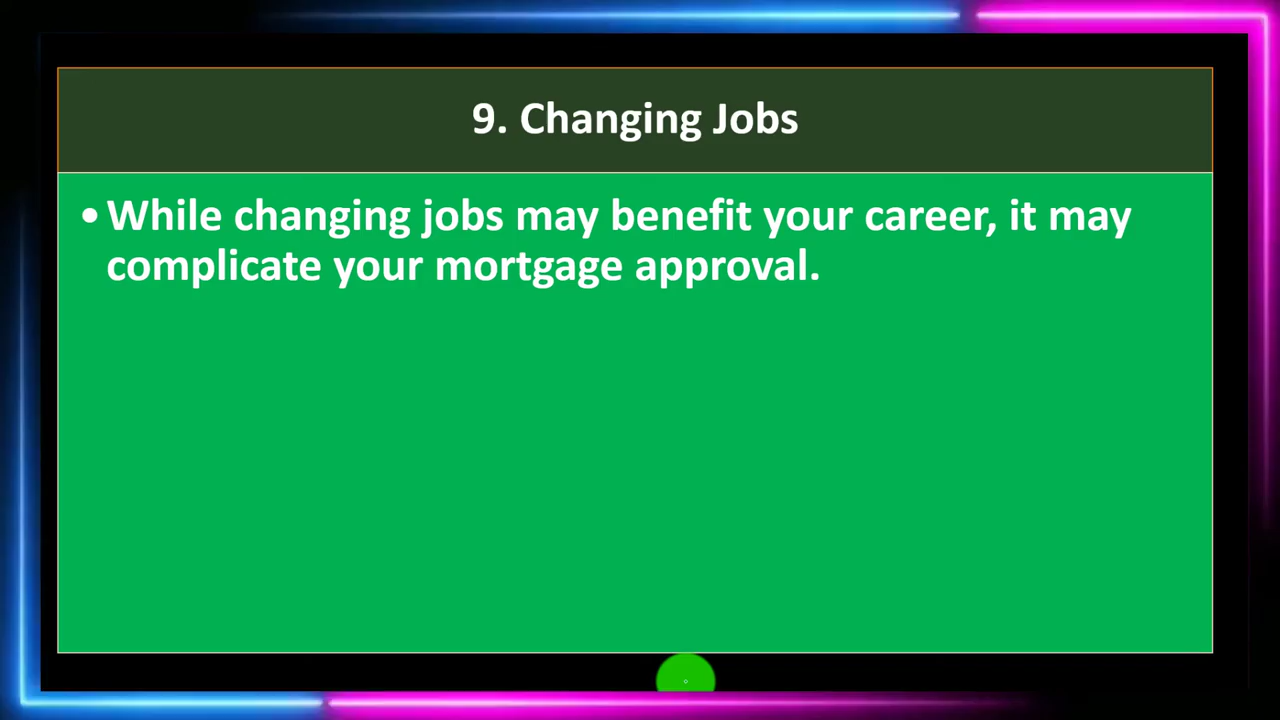 9. Changing Jobs
•While changing jobs may benefit your career, it may
complicate your mortgage approval.